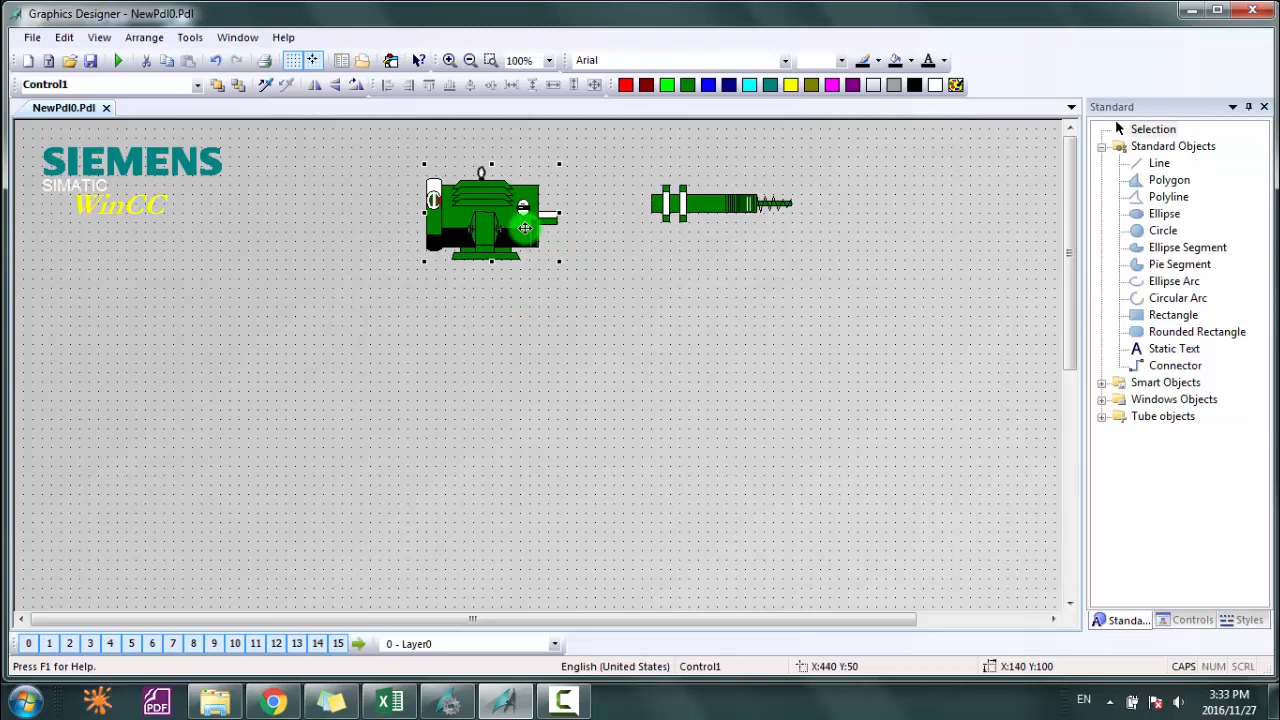 Graphics Designer - NewPdl0.Pdl
File Edit View Arrange Tools Window Help
100% Arial
Control1
NewPdl0.Pdl
SIEMENS
SIMATIC
WinCC
Standard
Selection
Standard Objects
Line
Polygon
Polyline
Ellipse
Circle
Ellipse Segment
Pie Segment
Ellipse Arc
Circular Arc
Rectangle
Rounded Rectangle
Static Text
Connector
Smart Objects
Windows Objects
Tube objects
Standa... Controls Styles
0 1 2 3 4 5 6 7 8 9 10 11 12 13 14 15 0 - Layer0
Press F1 for Help. English (United States) Control1 X:440 Y:50 X:140 Y:100 CAPS NUM SCRL
PDF
EN 3:33 PM
2016/11/27